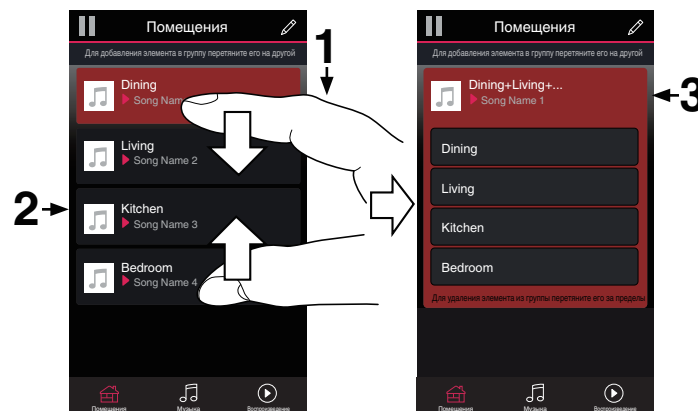 Помещения
Для добавления элемента в группу перетяните его на другой
Dining
Song Nam
Living
Song Name 2
Kitchen
Song Name 3
Bedroom
Song Name 4
Помещения
Музыка
Воспроизведение
1
2
Помещения
Для добавления элемента в группу перетяните его на другой
Dining+Living+...
Song Name 1
Dining
Living
Kitchen
Bedroom
Для удаления элемента из группы перетяните его за пределы
Помещения
Музыка
Воспроизведение
3